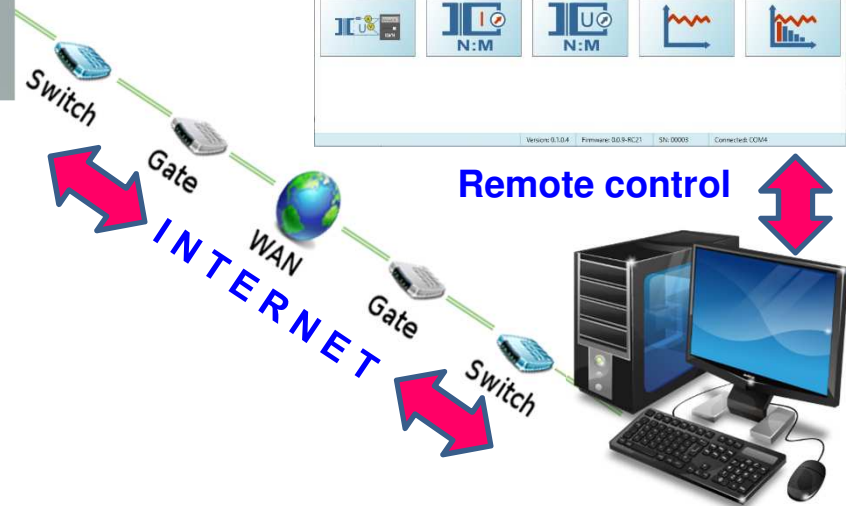 N:M
I
N:M
U
Version: 0.1.0.4 Firmware: 0.0.9-RC21 SN: 00003 Connected: COM4
Switch
Gate
WAN
Gate
Switch
INTERNET
Remote control